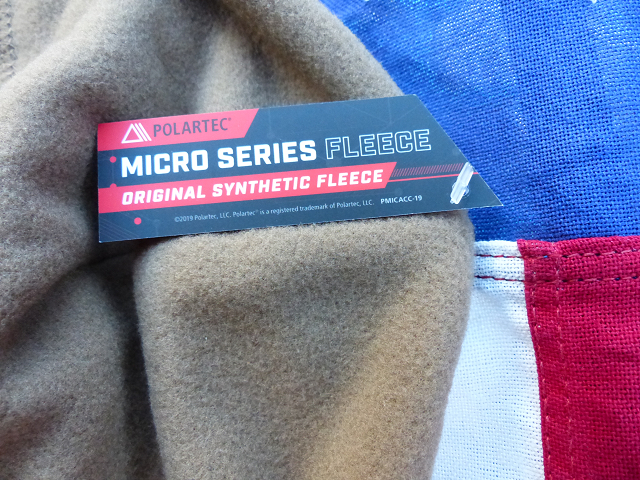 POLARTEC®
MICRO SERIES FLEECE
ORIGINAL SYNTHETIC FLEECE
©2019 Polartec, LLC. Polartec® is a registered trademark of Polartec, LLC. PMICACC-19